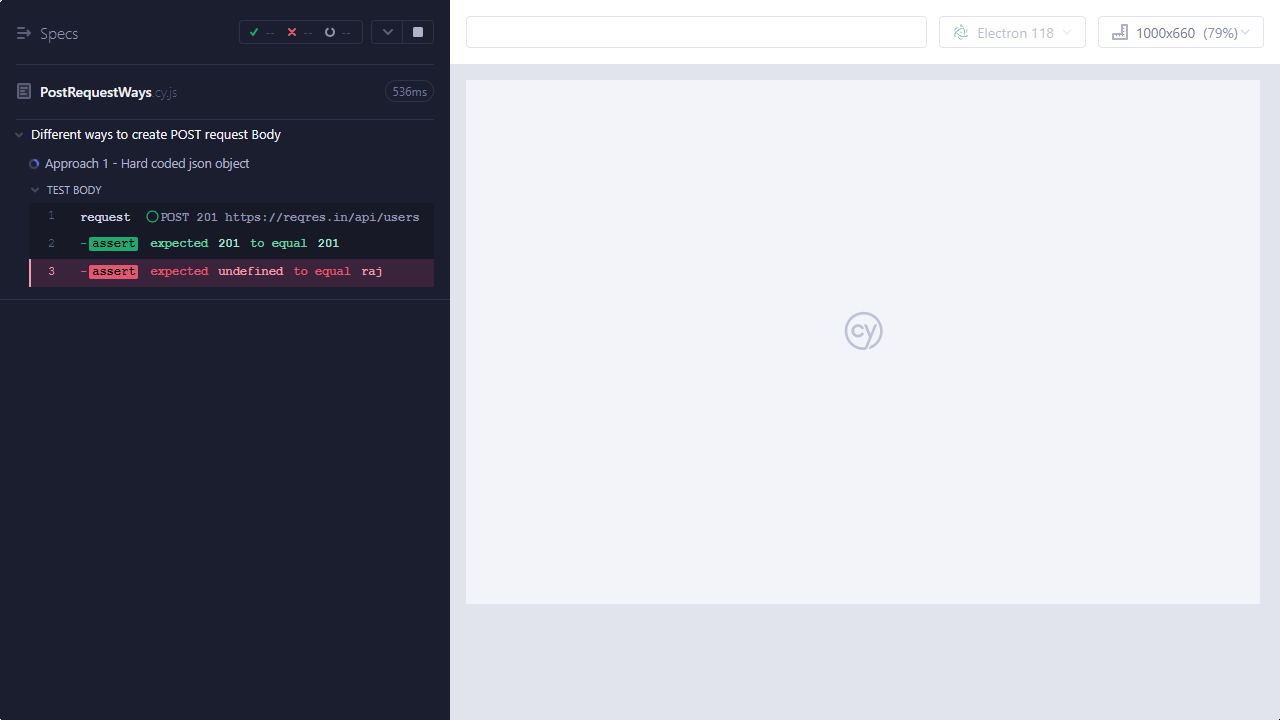 Specs
-- -- --
Electron 118
1000x660 (79%)
PostRequestWays cy.js
536ms
Different ways to create POST request Body
Approach 1 - Hard coded json object
TEST BODY
1 request POST 201 https://reqres.in/api/users
2 -assert expected 201 to equal 201
3 -assert expected undefined to equal raj
cy